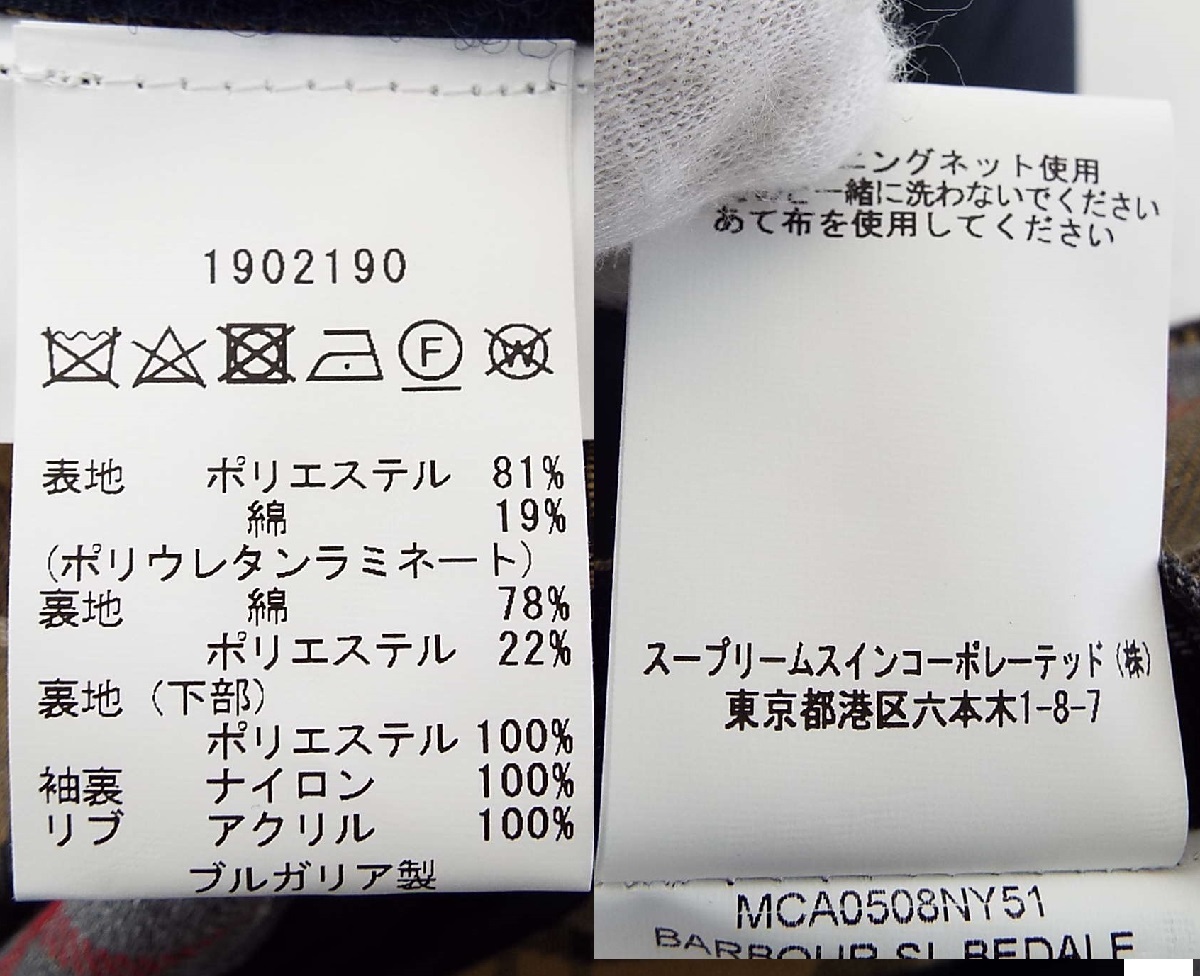 1902190
F W
表地 ポリエステル 81%
綿 19%
(ポリウレタンラミネート)
裏地 綿 78%
ポリエステル 22%
裏地(下部)
ポリエステル 100%
袖裏 ナイロン 100%
リブ アクリル 100%
ブルガリア製
ニングネット使用
一緒に洗わないでください
あて布を使用してください
スープリームスインコーポレーテッド(株)
東京都港区六本木1-8-7
MCA0508NY51
BARBOUR SL BEDALE